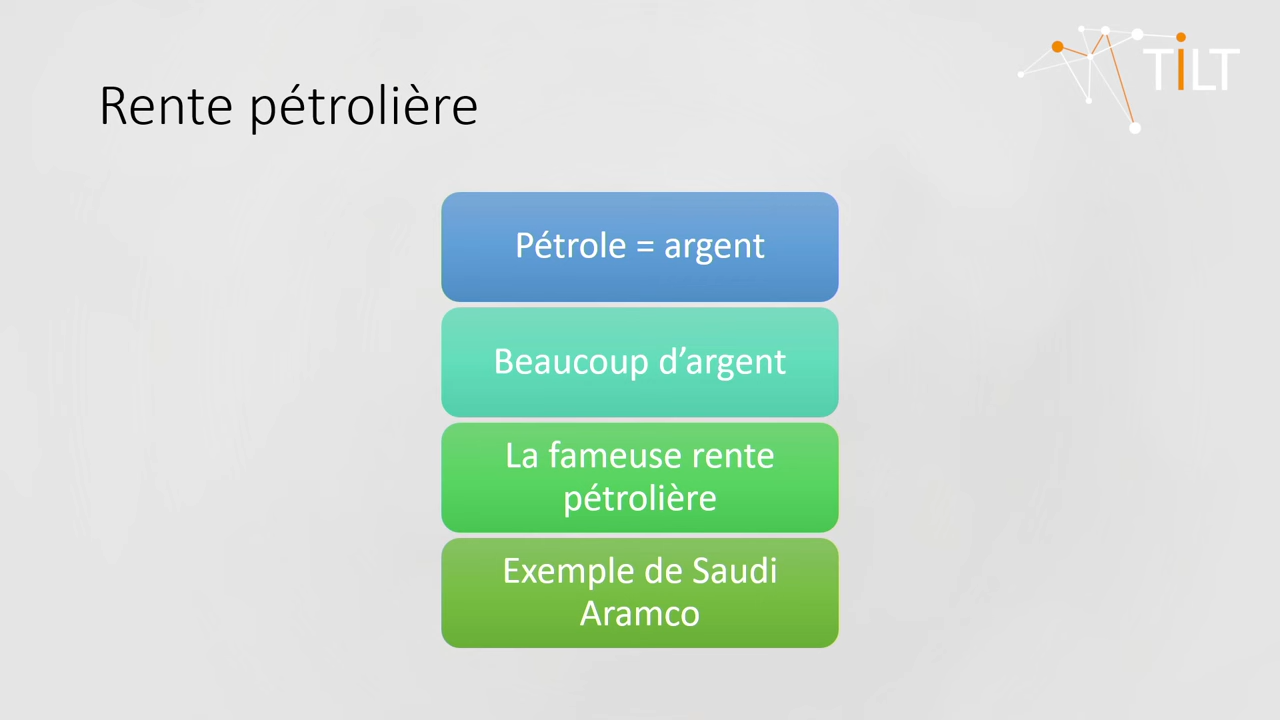 TiLT
Rente pétrolière
Pétrole = argent
Beaucoup d’argent
La fameuse rente
pétrolière
Exemple de Saudi
Aramco